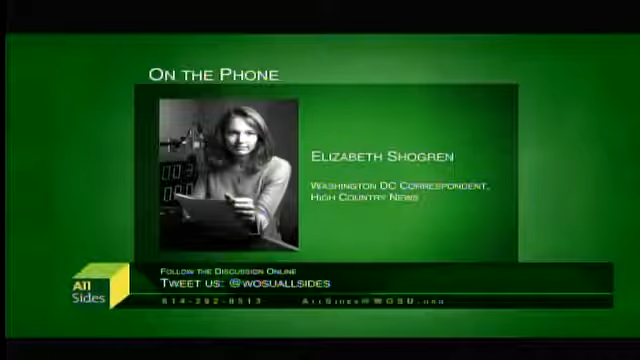 ON THE PHONE
ELIZABETH SHOGREN
WASHINGTON DC CORRESPONDENT,
HIGH COUNTRY NEWS
FOLLOW THE DISCUSSION ONLINE
TWEET US: @WOSUALLSIDES
All
Sides
614-292-8513 ALLSIDES@WOSU.ORG